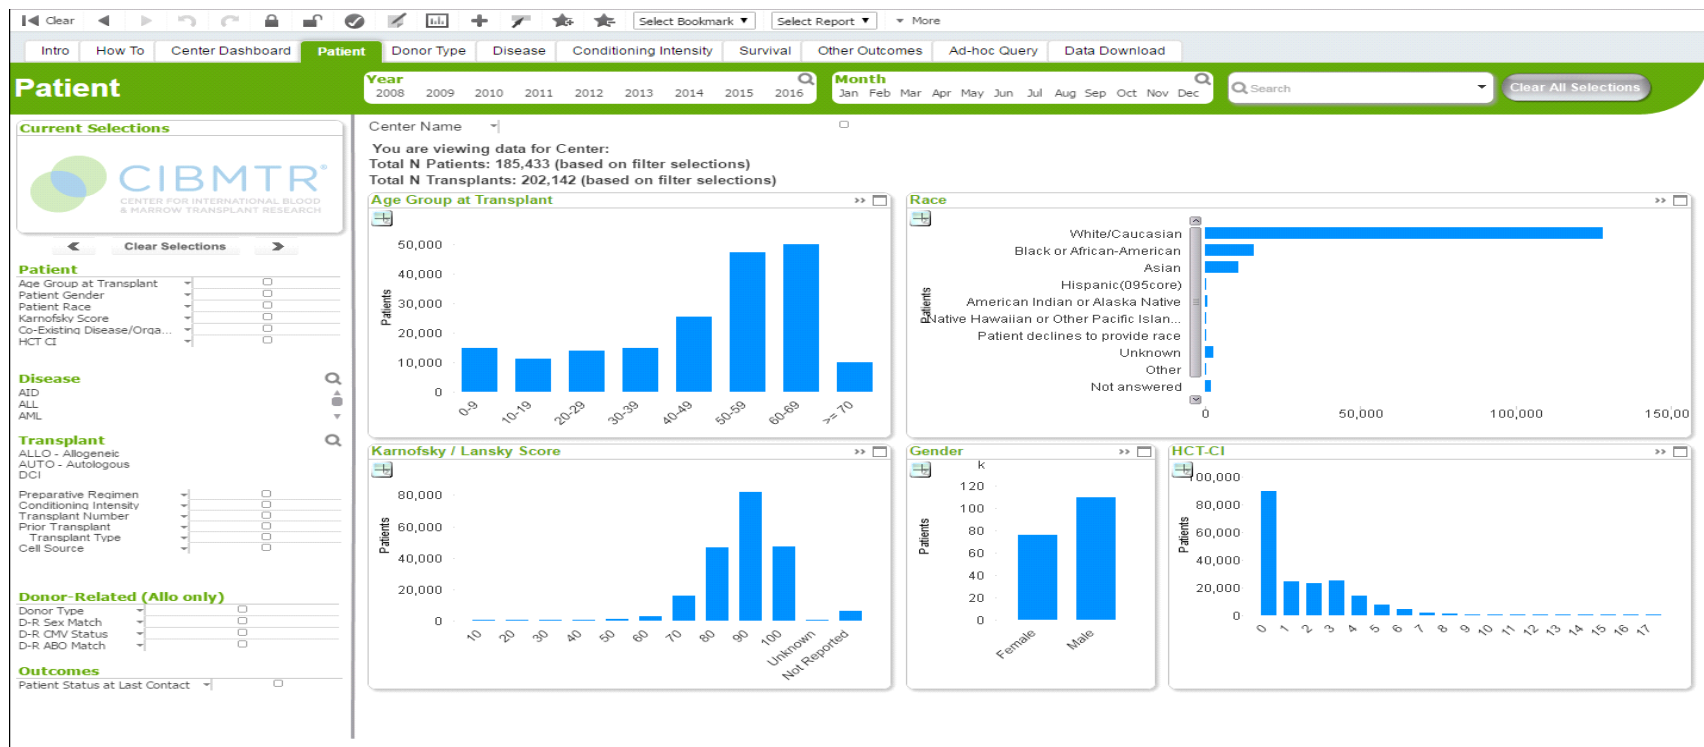 Clear Select Bookmark ▼ Select Report ▼ More
Intro How To Center Dashboard Patient Donor Type Disease Conditioning Intensity Survival Other Outcomes Ad-hoc Query Data Download
Patient
Year
2008 2009 2010 2011 2012 2013 2014 2015 2016
Month
Jan Feb Mar Apr May Jun Jul Aug Sep Oct Nov Dec
Search
Clear All Selections
Current Selections
CIBMTR®
CENTER FOR INTERNATIONAL BLOOD
& MARROW TRANSPLANT RESEARCH
Clear Selections
Patient
Age Group at Transplant
Patient Gender
Patient Race
Karnofsky Score
Co-Existing Disease/Orga...
HCT CI
Disease
AID
ALL
AML
Transplant
ALLO - Allogeneic
AUTO - Autologous
DCI
Preparative Regimen
Conditioning Intensity
Transplant Number
Prior Transplant
Transplant Type
Cell Source
Donor-Related (Allo only)
Donor Type
D-R Sex Match
D-R CMV Status
D-R ABO Match
Outcomes
Patient Status at Last Contact
Center Name
You are viewing data for Center:
Total N Patients: 185,433 (based on filter selections)
Total N Transplants: 202,142 (based on filter selections)
Age Group at Transplant
Patients
50,000
40,000
30,000
20,000
10,000
0
0-9 10-19 20-29 30-39 40-49 50-59 60-69 >= 70
Race
Patients
White/Caucasian
Black or African-American
Asian
Hispanic(095core)
American Indian or Alaska Native
Native Hawaiian or Other Pacific Islan...
Patient declines to provide race
Unknown
Other
Not answered
0 50,000 100,000 150,00
Karnofsky / Lansky Score
Patients
80,000
60,000
40,000
20,000
0
10 20 30 40 50 60 70 80 90 100 Unknown Not Reported
Gender
k
Patients
120
100
80
60
40
20
0
Female Male
HCT-CI
Patients
00,000
80,000
60,000
40,000
20,000
0
0 1 2 3 4 5 6 7 8 9 10 11 12 13 14 15 16 17